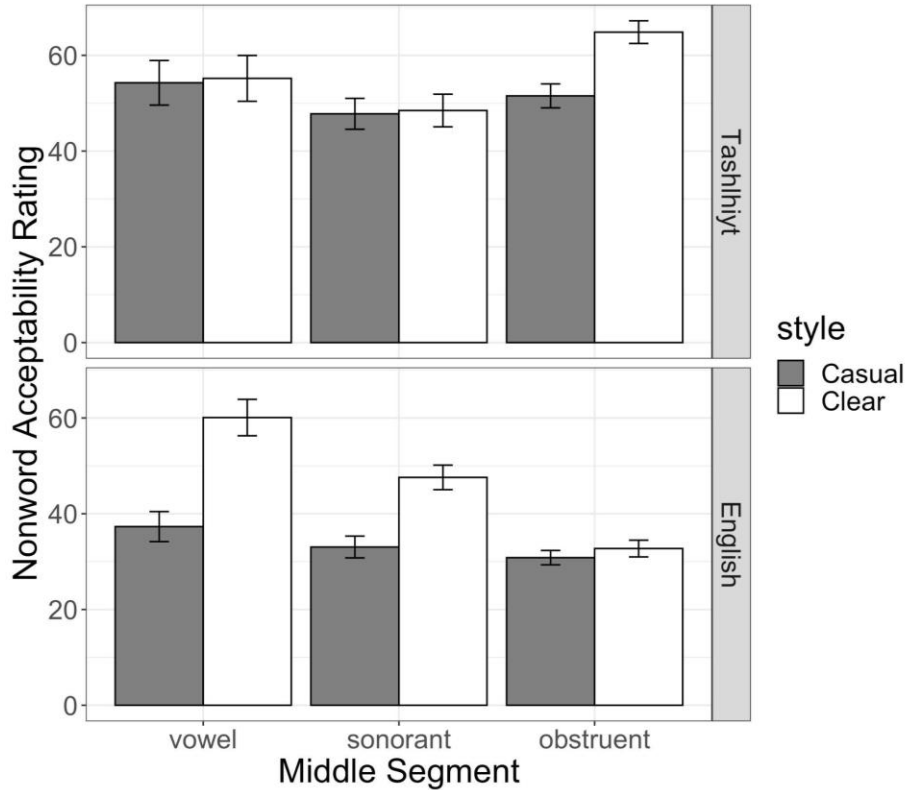 Nonword Acceptability Rating
60
40
20
0
Tashlhiyt
60
40
20
0
English
vowel
sonorant
obstruent
Middle Segment
style
Casual
Clear